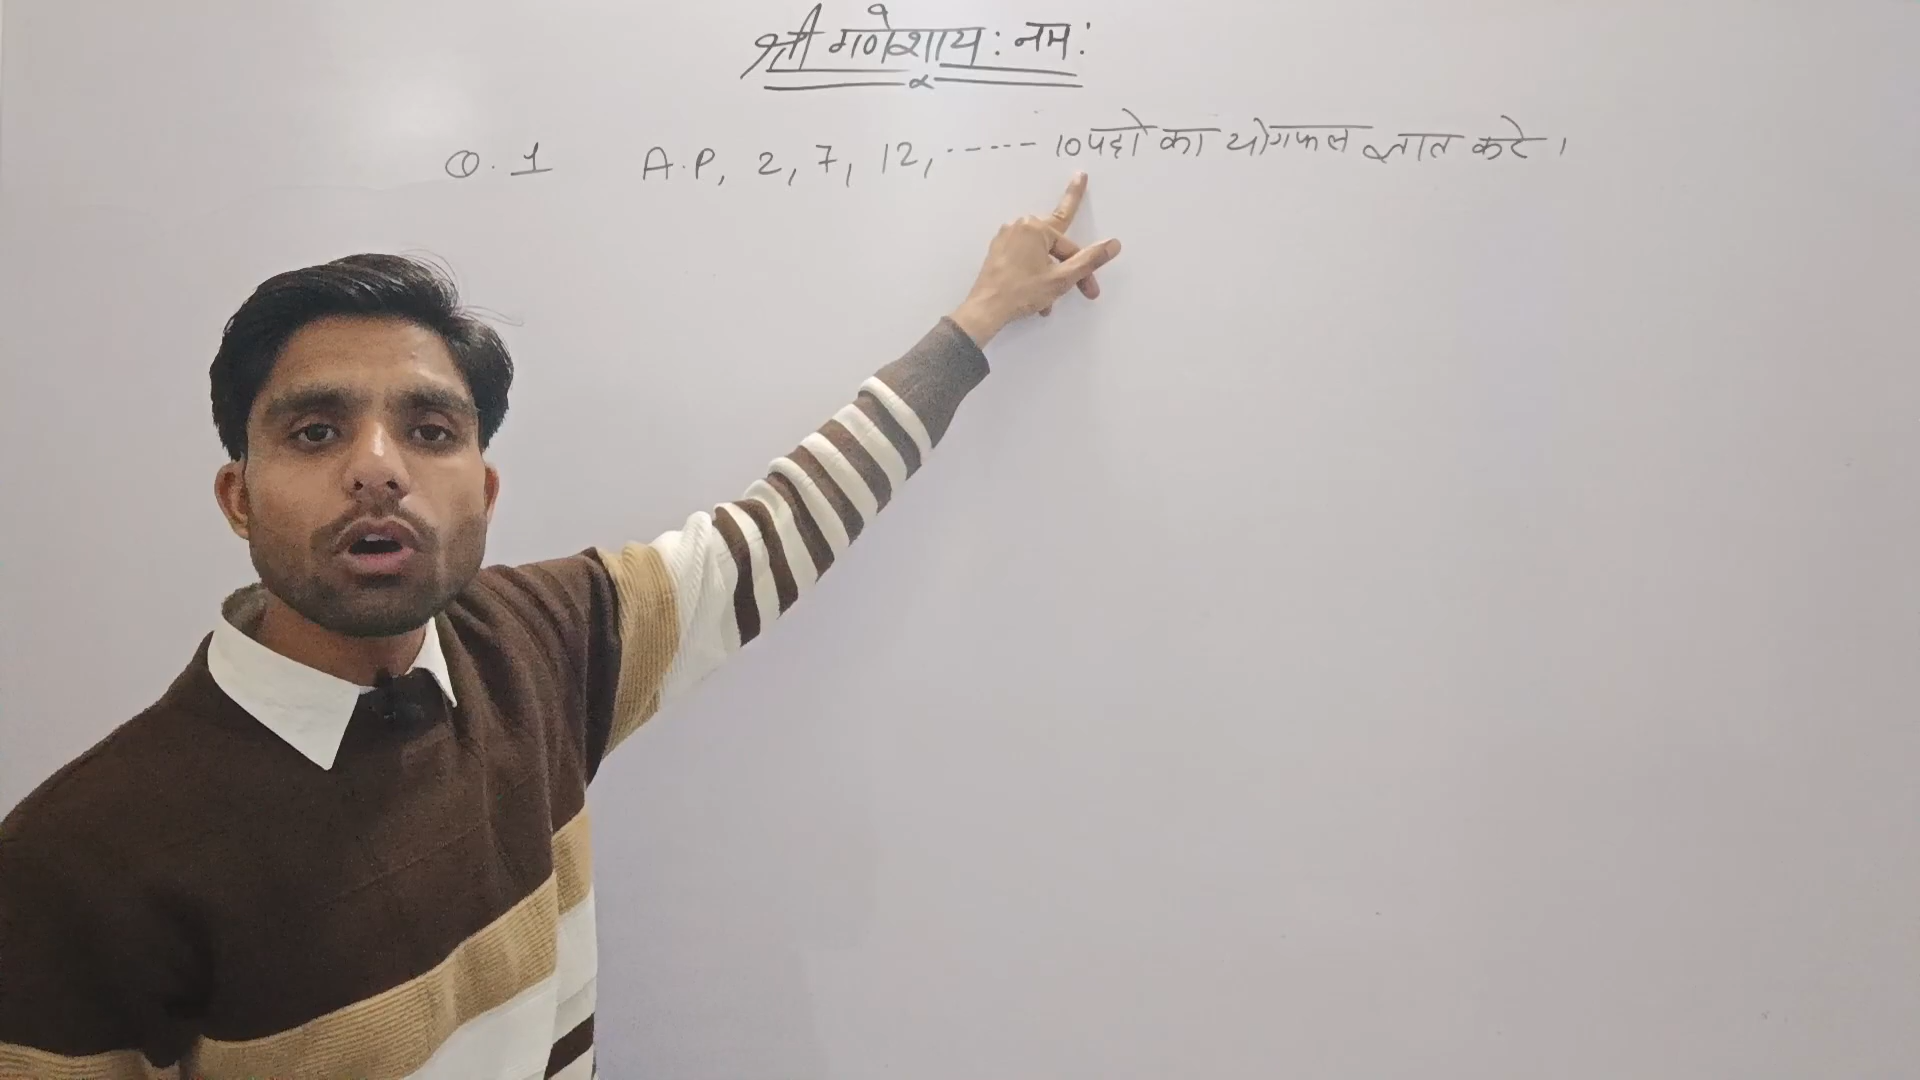 श्री गणेशाय: नम:
Q. 1 A.P, 2, 7, 12, ----- 10 पदों का योगफल ज्ञात करे।